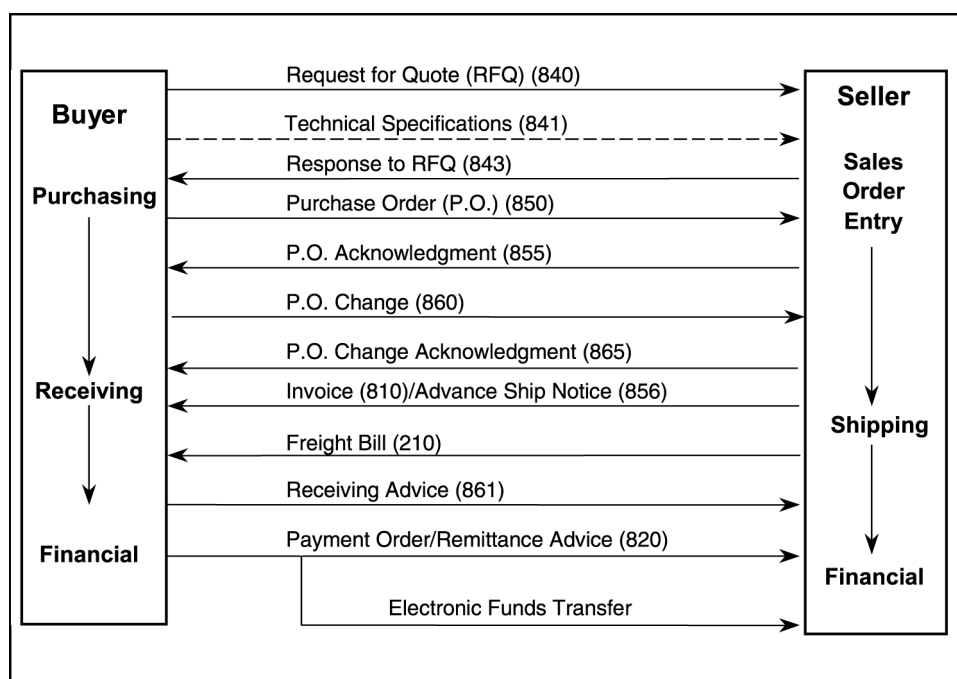 Buyer
Purchasing
Receiving
Financial
Request for Quote (RFQ) (840)
Technical Specifications (841)
Response to RFQ (843)
Purchase Order (P.O.) (850)
P.O. Acknowledgment (855)
P.O. Change (860)
P.O. Change Acknowledgment (865)
Invoice (810)/Advance Ship Notice (856)
Freight Bill (210)
Receiving Advice (861)
Payment Order/Remittance Advice (820)
Electronic Funds Transfer
Seller
Sales
Order
Entry
Shipping
Financial